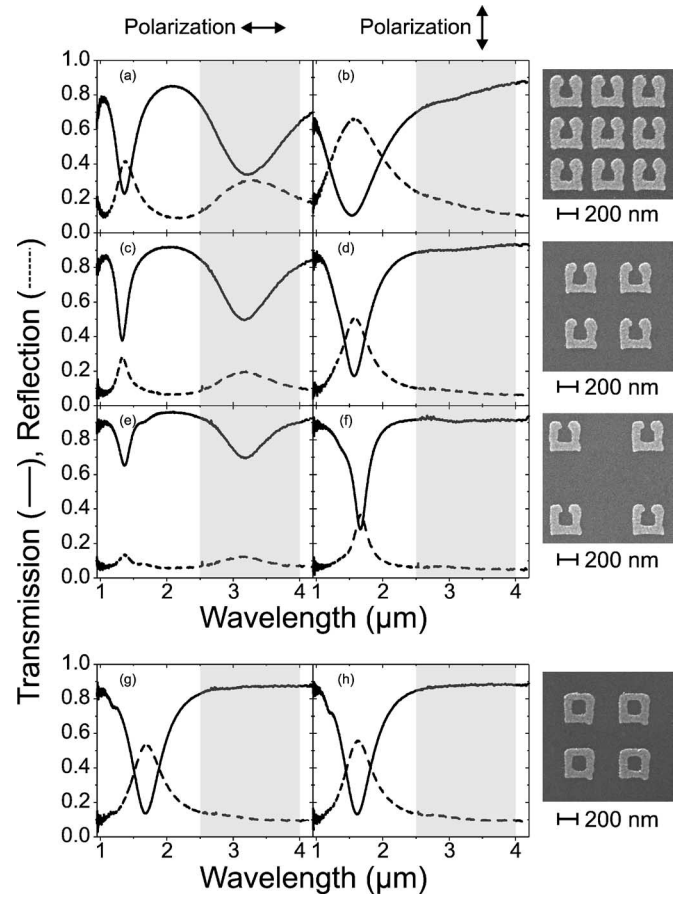 Polarization Polarization
1.0 (a) (b)
0.8
0.6
0.4
0.2
0.0 200 nm
(c) (d)
0.8
0.6
0.4
0.2
0.0 200 nm
(e) (f)
0.8
0.6
0.4
0.2
0.0 200 nm
1 2 3 4 1 2 3 4
Wavelength (µm) Wavelength (µm)
Transmission (—), Reflection (------)
1.0 (g) (h)
0.8
0.6
0.4
0.2
0.0 200 nm
1 2 3 4 1 2 3 4
Wavelength (µm) Wavelength (µm)